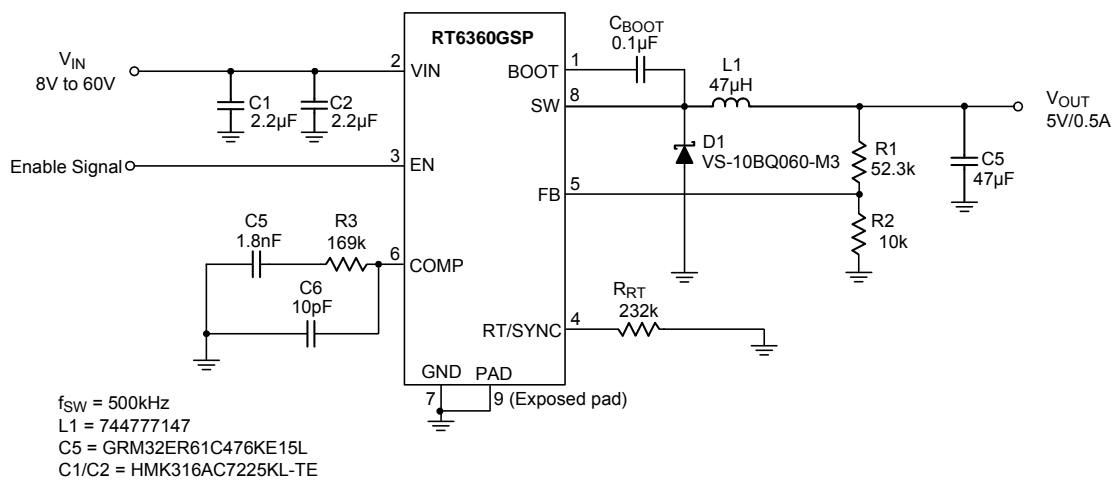 RT6360GSP
VIN
8V to 60V
C1
2.2µF
C2
2.2µF
2
VIN
Enable Signal
3
EN
C5
1.8nF
R3
169k
6
COMP
C6
10pF
GND
PAD
7
9 (Exposed pad)
BOOT
1
CBOOT
0.1µF
SW
8
L1
47µH
VOUT
5V/0.5A
D1
VS-10BQ060-M3
R1
52.3k
C5
47µF
FB
5
R2
10k
RT/SYNC
4
RRT
232k
fSW = 500kHz
L1 = 744777147
C5 = GRM32ER61C476KE15L
C1/C2 = HMK316AC7225KL-TE